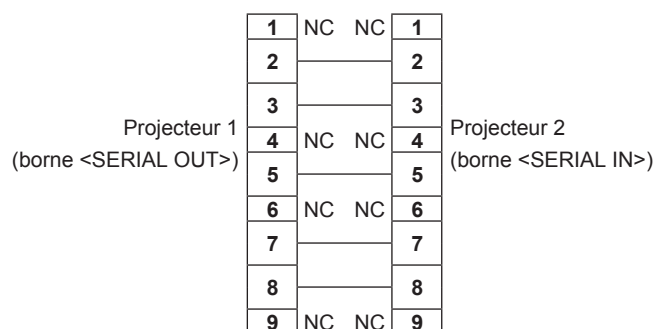 1 NC NC 1
2 2
3 3
Projecteur 1
(borne <SERIAL OUT>)
4 NC NC 4
Projecteur 2
(borne <SERIAL IN>)
5 5
6 NC NC 6
7 7
8 8
9 NC NC 9